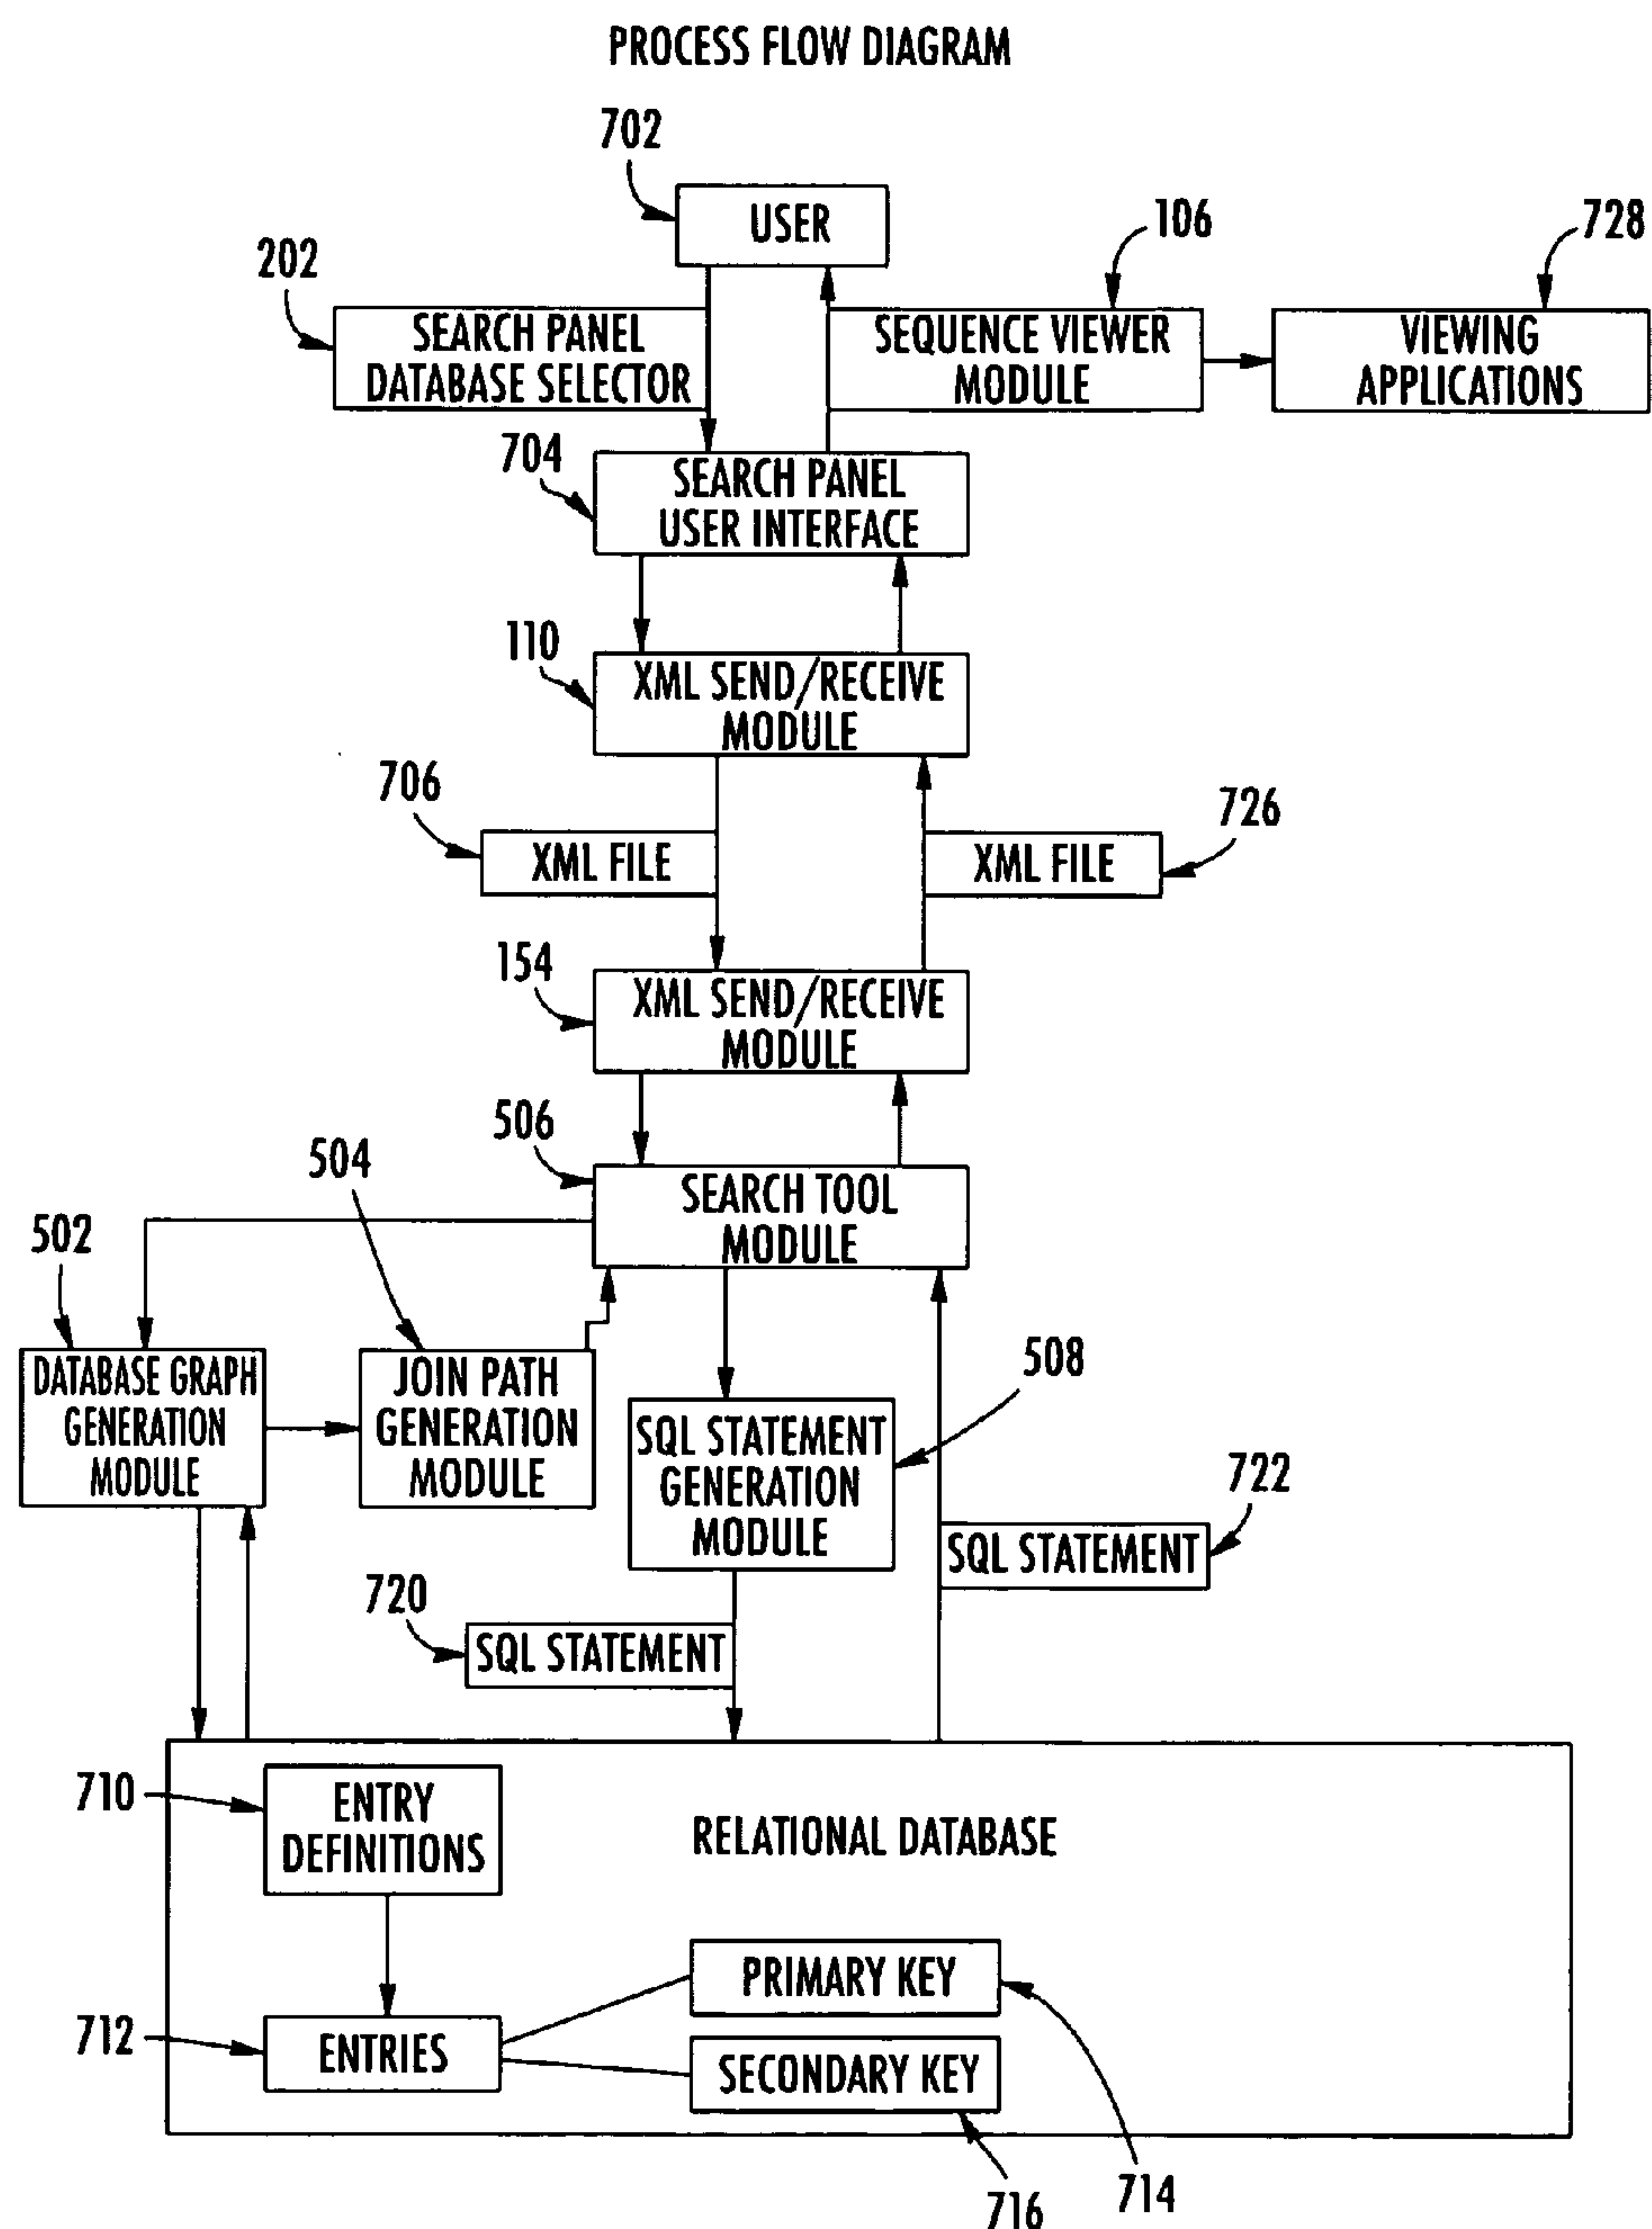 PROCESS FLOW DIAGRAM
702
USER
106
728
202
SEARCH PANEL
DATABASE SELECTOR
SEQUENCE VIEWER
MODULE
VIEWING
APPLICATIONS
704
SEARCH PANEL
USER INTERFACE
110
XML SEND/RECEIVE
MODULE
706
XML FILE
726
XML FILE
154
XML SEND/RECEIVE
MODULE
506
SEARCH TOOL
MODULE
504
502
DATABASE GRAPH
GENERATION
MODULE
JOIN PATH
GENERATION
MODULE
508
SQL STATEMENT
GENERATION
MODULE
722
SQL STATEMENT
720
SQL STATEMENT
710
ENTRY
DEFINITIONS
RELATIONAL DATABASE
712
ENTRIES
PRIMARY KEY
SECONDARY KEY
714
716